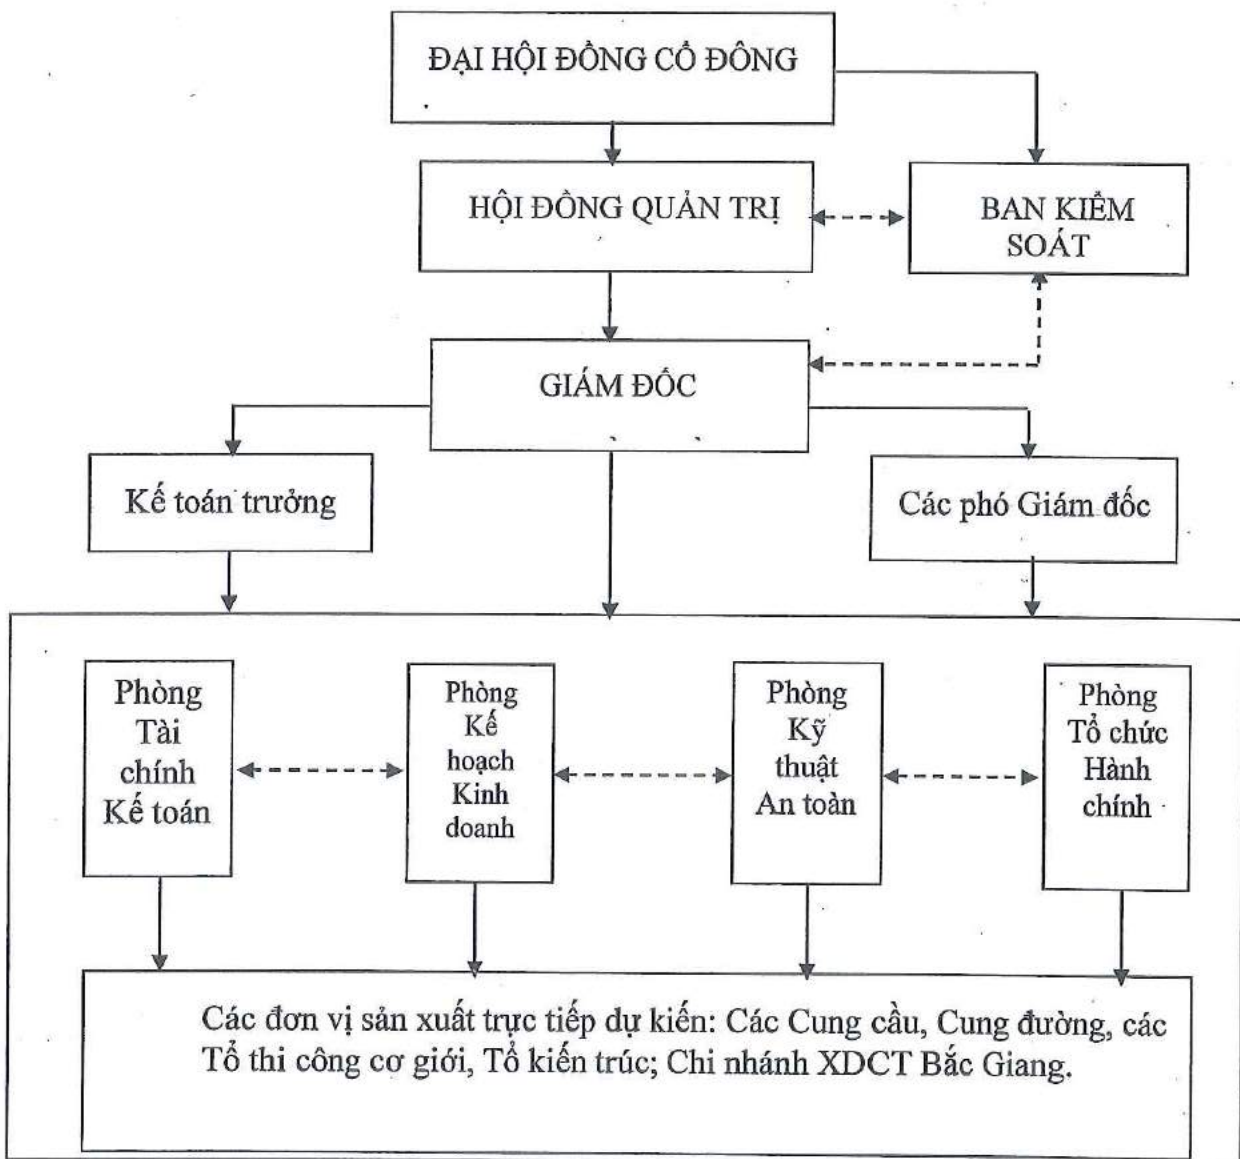 ĐẠI HỘI ĐỒNG CỔ ĐÔNG
HỘI ĐỒNG QUẢN TRỊ
BAN KIỂM
SOÁT
GIÁM ĐỐC
Kế toán trưởng
Các phó Giám đốc
Phòng
Tài
chính
Kế toán
Phòng
Kế
hoạch
Kinh
doanh
Phòng
Kỹ
thuật
An toàn
Phòng
Tổ chức
Hành
chính
Các đơn vị sản xuất trực tiếp dự kiến: Các Cung cầu, Cung đường, các
Tổ thi công cơ giới, Tổ kiến trúc; Chi nhánh XDCT Bắc Giang.